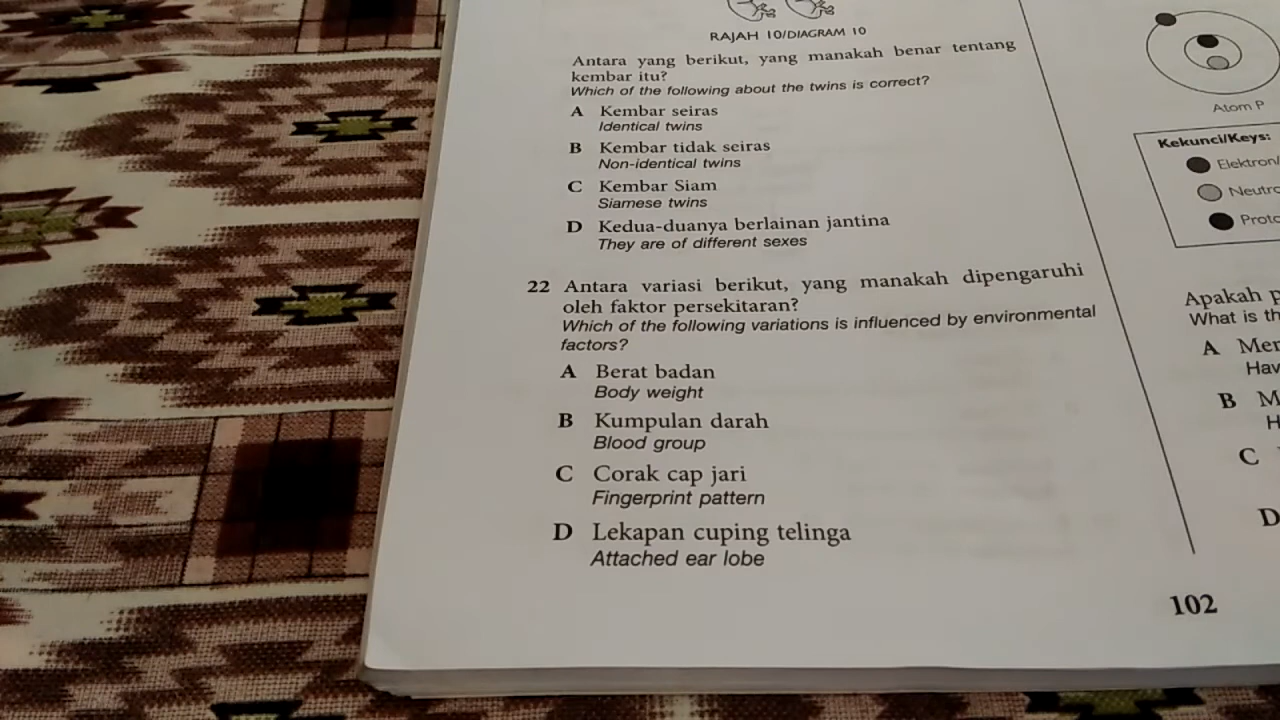 RAJAH 10/DIAGRAM 10
Antara yang berikut, yang manakah benar tentang
kembar itu?
Which of the following about the twins is correct?
A Kembar seiras
Identical twins
B Kembar tidak seiras
Non-identical twins
C Kembar Siam
Siamese twins
D Kedua-duanya berlainan jantina
They are of different sexes
22 Antara variasi berikut, yang manakah dipengaruhi
oleh faktor persekitaran?
Which of the following variations is influenced by environmental
factors?
A Berat badan
Body weight
B Kumpulan darah
Blood group
C Corak cap jari
Fingerprint pattern
D Lekapan cuping telinga
Attached ear lobe
Atom P
Kekunci/Keys:
Elektron/
Apakah
What is
A
B
C
D
102